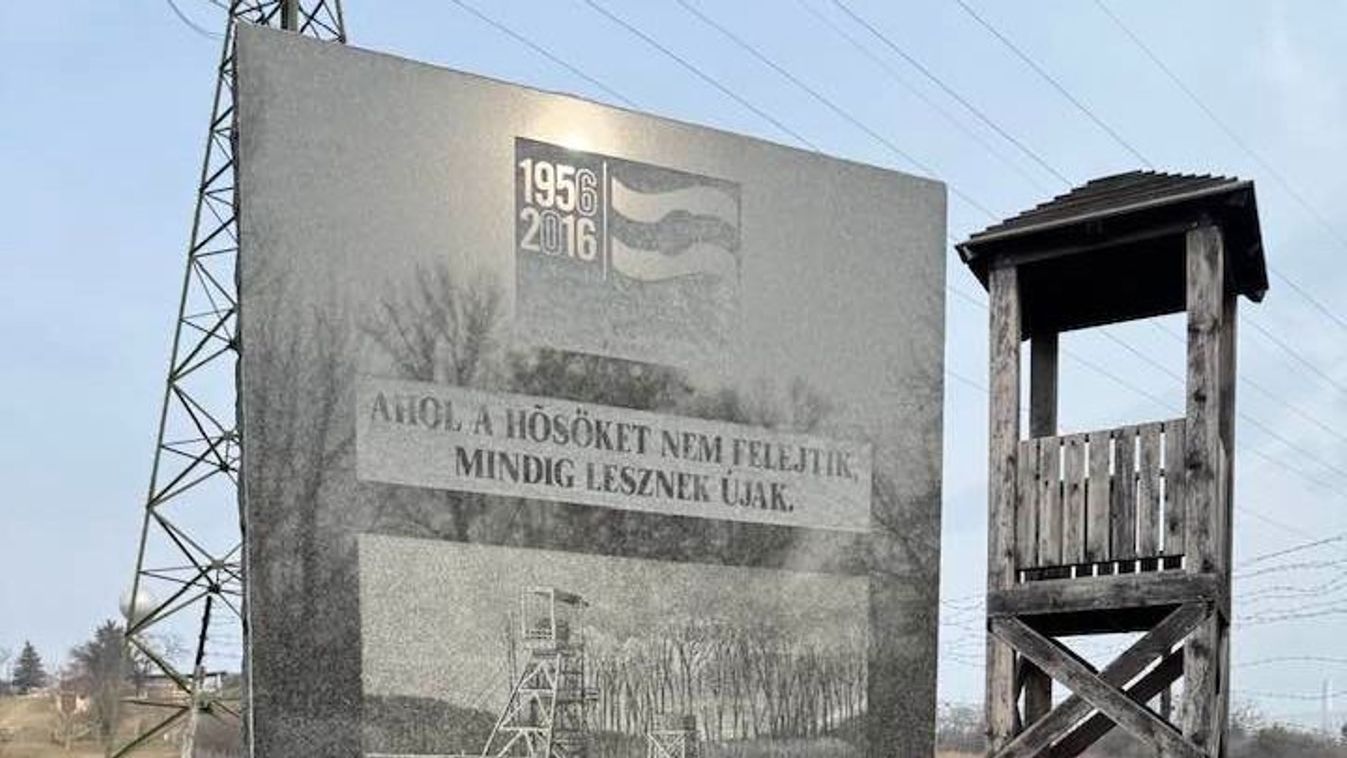 1956
2016
AHOL A HŐSÖKET NEM FELEJTIK,
MINDIG LESZNEK ÚJAK.